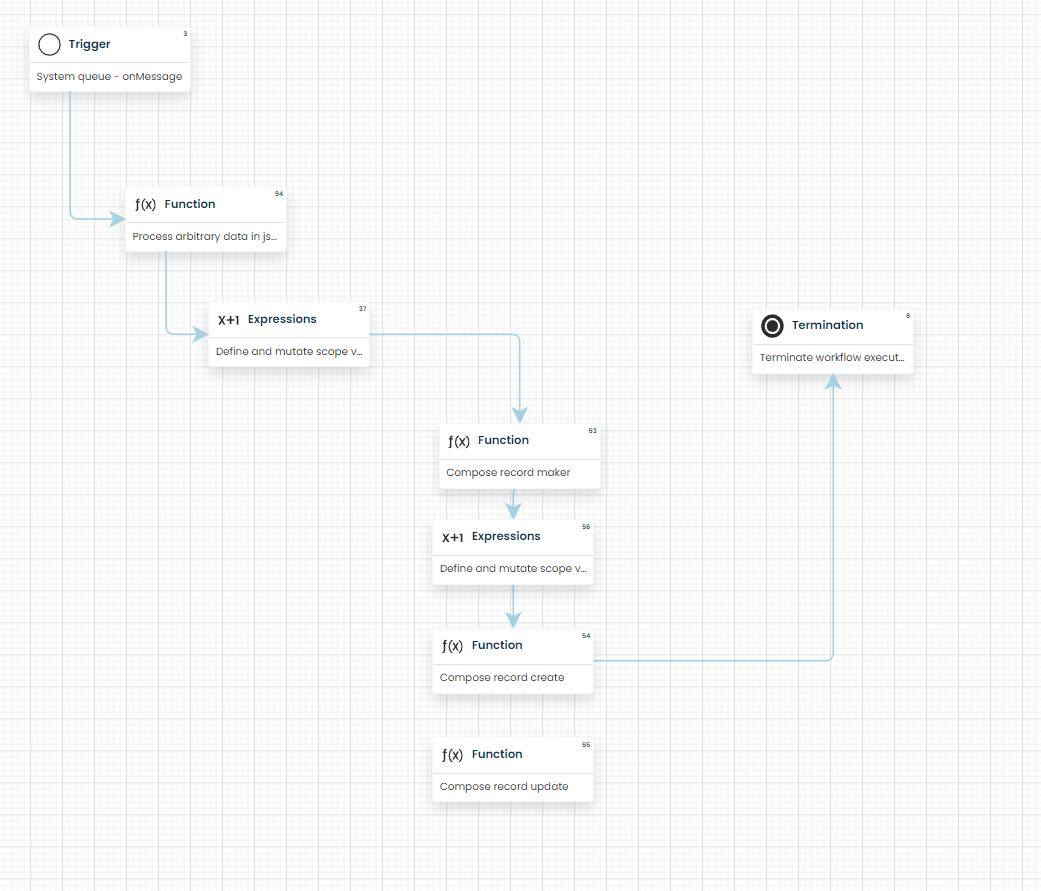 Trigger
3
System queue - onMessage
ƒ(x) Function
94
Process arbitrary data in js...
X+1 Expressions
37
Define and mutate scope v...
Termination
6
Terminate workflow execut...
ƒ(x) Function
53
Compose record maker
X+1 Expressions
56
Define and mutate scope v...
ƒ(x) Function
54
Compose record create
ƒ(x) Function
55
Compose record update